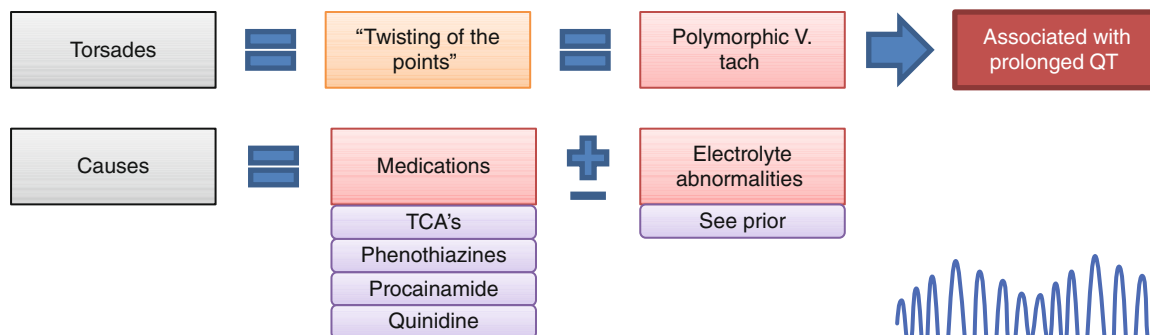 Torsades
“Twisting of the
points”
Polymorphic V.
tach
Associated with
prolonged QT
Causes
Medications
Electrolyte
abnormalities
TCA’s
See prior
Phenothiazines
Procainamide
Quinidine